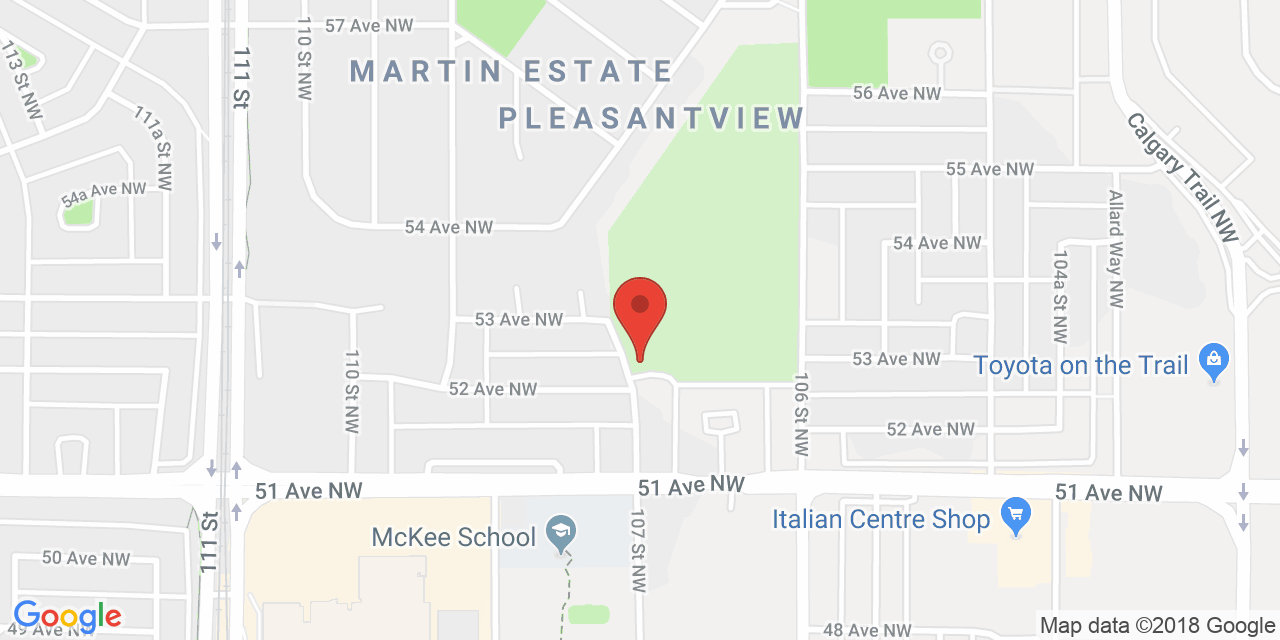 57 Ave NW
110 St NW
113 St NW
111 St
MARTIN ESTATE
PLEASANTVIEW
56 Ave NW
Calgary Trail NW
111a St NW
55 Ave NW
54a Ave NW
Allard Way NW
54 Ave NW
54 Ave NW
104a St NW
53 Ave NW
53 Ave NW
Toyota on the Trail
110 St NW
52 Ave NW
106 St NW
52 Ave NW
51 Ave NW
51 Ave NW
51 Ave NW
111 St
McKee School
107 St NW
Italian Centre Shop
50 Ave NW
Google
49 Ave NW
48 Ave NW
Map data ©2018 Google